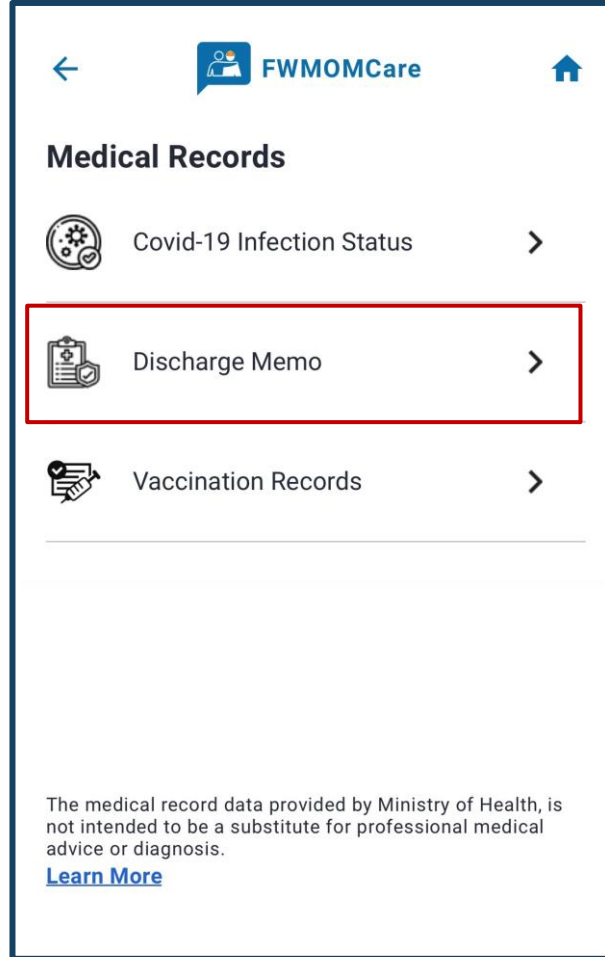 FWMOMCare
Medical Records
Covid-19 Infection Status
Discharge Memo
Vaccination Records
The medical record data provided by Ministry of Health, is
not intended to be a substitute for professional medical
advice or diagnosis.
Learn More